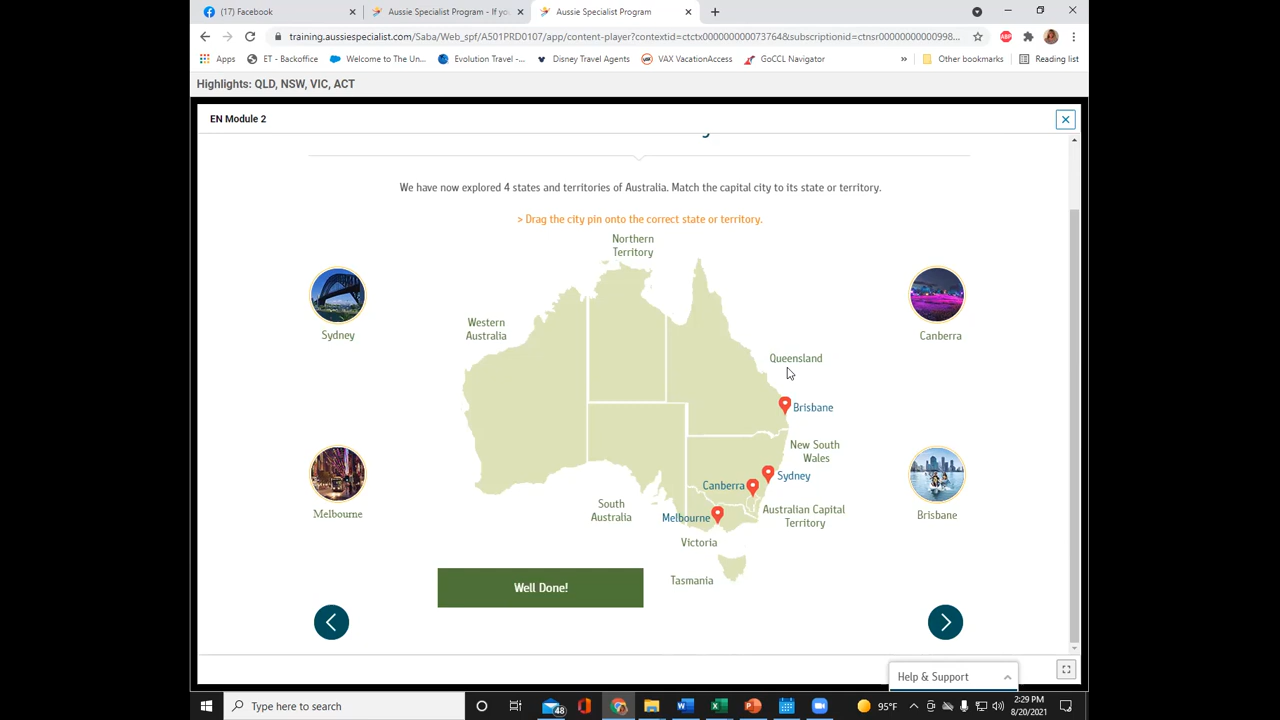 (17) Facebook
Aussie Specialist Program - If you
Aussie Specialist Program
training.aussiespecialist.com/Saba/Web_spf/A501PRD0107/app/content-player?contextid=ctctx000000000073764&subscriptionid=ctnsr000000000998...
ABP
Apps
ET - Backoffice
Welcome to The Un...
Evolution Travel -...
Disney Travel Agents
VAX VacationAccess
GoCCL Navigator
»
Other bookmarks
Reading list
Highlights: QLD, NSW, VIC, ACT
EN Module 2
We have now explored 4 states and territories of Australia. Match the capital city to its state or territory.
> Drag the city pin onto the correct state or territory.
Northern
Territory
Western
Australia
Queensland
Sydney
Canberra
Brisbane
New South
Wales
Sydney
Canberra
South
Australia
Melbourne
Australian Capital
Territory
Victoria
Melbourne
Brisbane
Tasmania
Well Done!
Help & Support
Type here to search
48
95°F
2:29 PM
8/20/2021